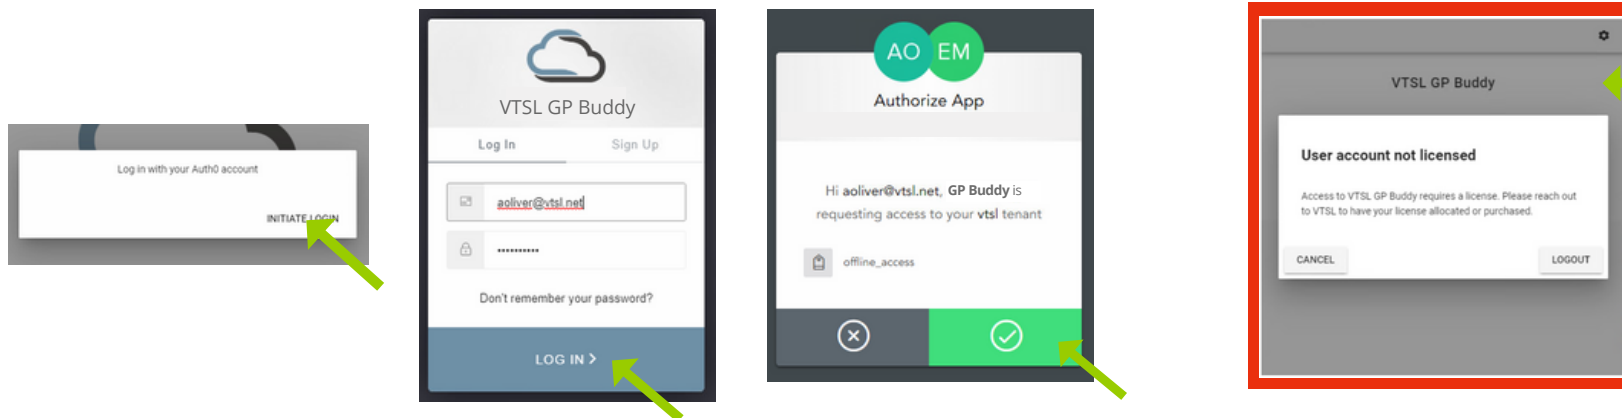 Log in with your Auth0 account
INITIATE LOGIN
VTSL GP Buddy
Log In
Sign Up
aoliver@vtsl.net
••••••••••
Don't remember your password?
LOG IN >
AO EM
Authorize App
Hi aoliver@vtsl.net, GP Buddy is
requesting access to your vtsl tenant
offline_access
VTSL GP Buddy
User account not licensed
Access to VTSL GP Buddy requires a license. Please reach out
to VTSL to have your license allocated or purchased.
CANCEL
LOGOUT